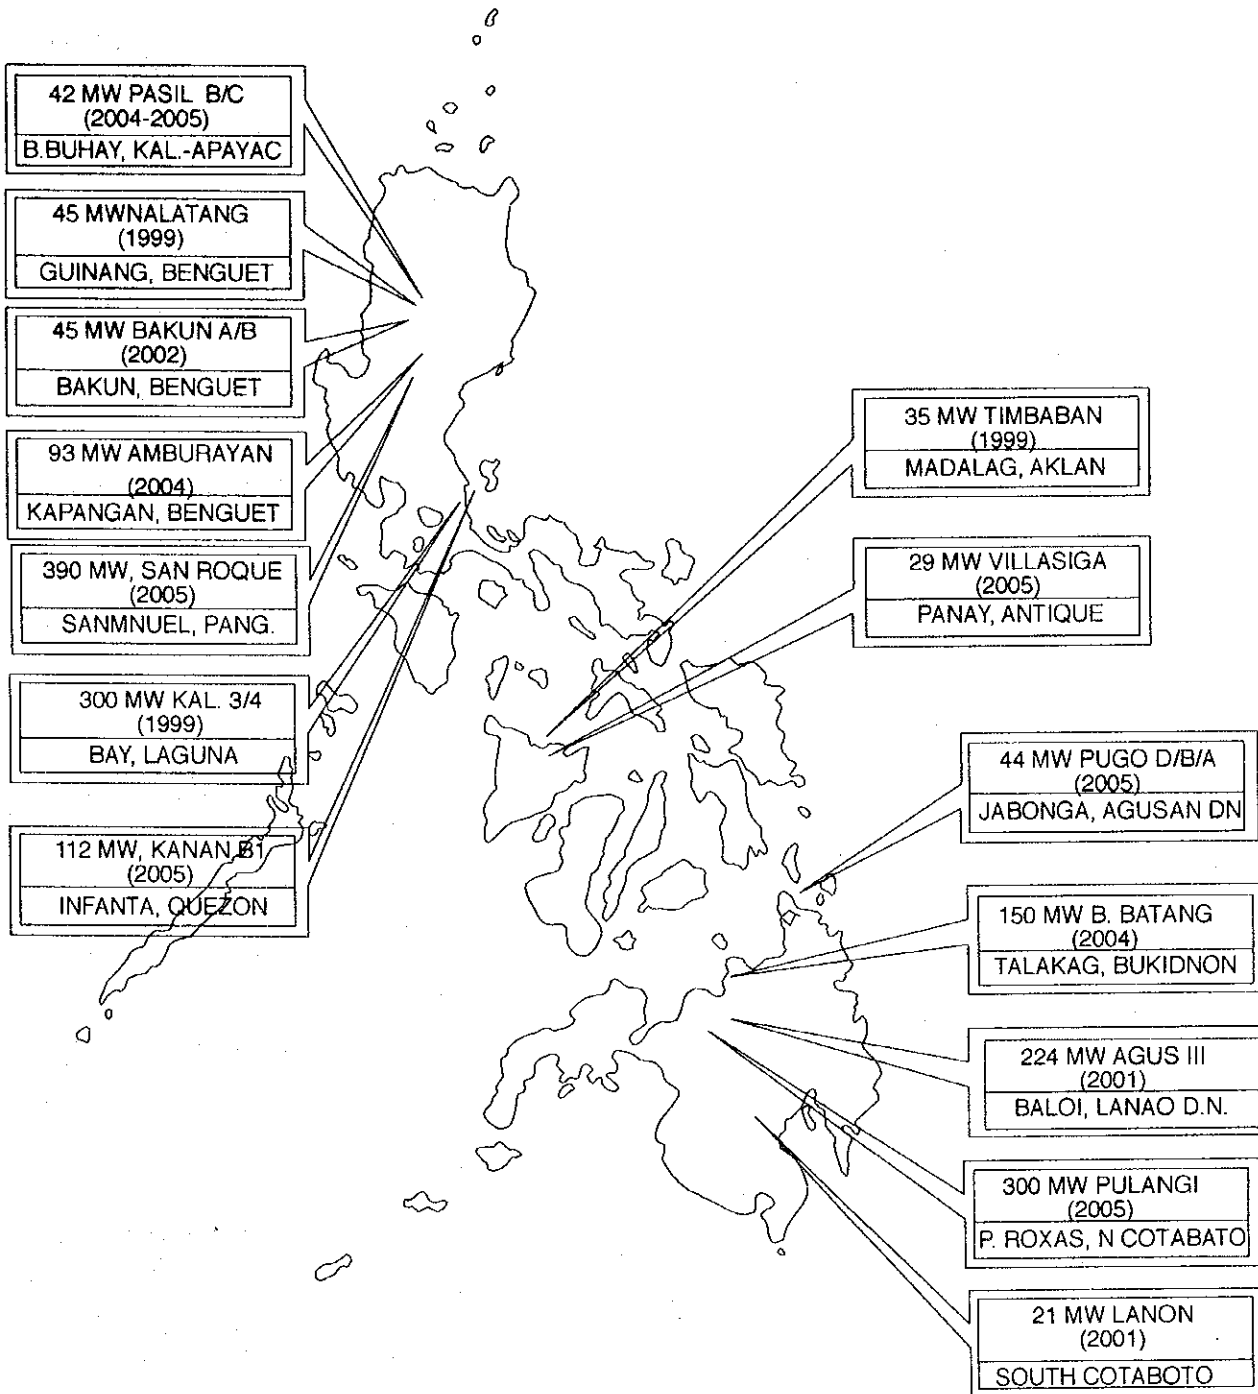 42 MW PASIL B/C
(2004-2005)
B.BUHAY, KAL.-APAYAC
45 MWNALATANG
(1999)
GUINANG, BENGUET
45 MW BAKUN A/B
(2002)
BAKUN, BENGUET
93 MW AMBURAYAN
(2004)
KAPANGAN, BENGUET
390 MW, SAN ROQUE
(2005)
SANMNUEL, PANG.
300 MW KAL. 3/4
(1999)
BAY, LAGUNA
112 MW, KANAN B1
(2005)
INFANTA, QUEZON
35 MW TIMBABAN
(1999)
MADALAG, AKLAN
29 MW VILLASIGA
(2005)
PANAY, ANTIQUE
44 MW PUGO D/B/A
(2005)
JABONGA, AGUSAN DN
150 MW B. BATANG
(2004)
TALAKAG, BUKIDNON
224 MW AGUS III
(2001)
BALOI, LANAO D.N.
300 MW PULANGI
(2005)
P. ROXAS, N COTABATO
21 MW LANON
(2001)
SOUTH COTABOTO